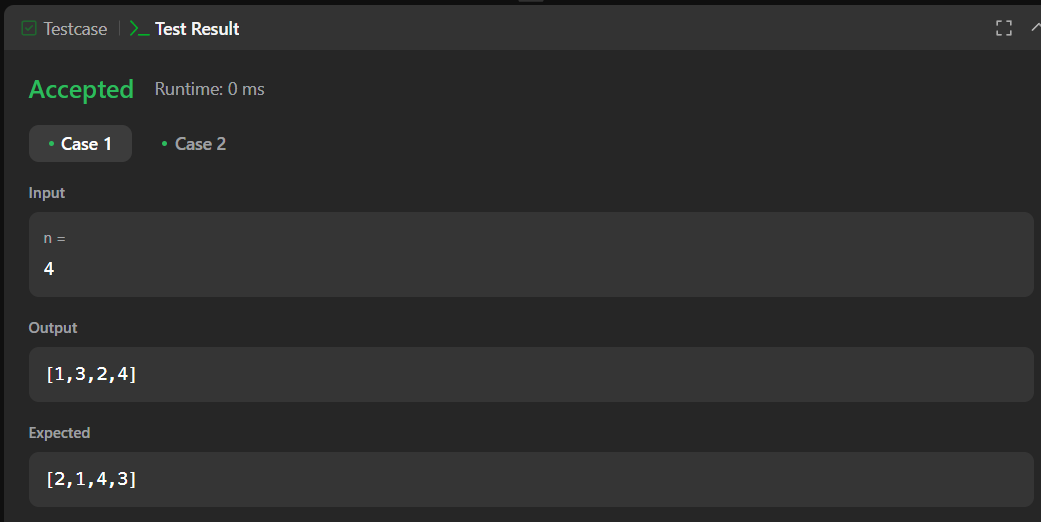 Testcase
Test Result
Accepted Runtime: 0 ms
Case 1 Case 2
Input
n =
4
Output
[1,3,2,4]
Expected
[2,1,4,3]